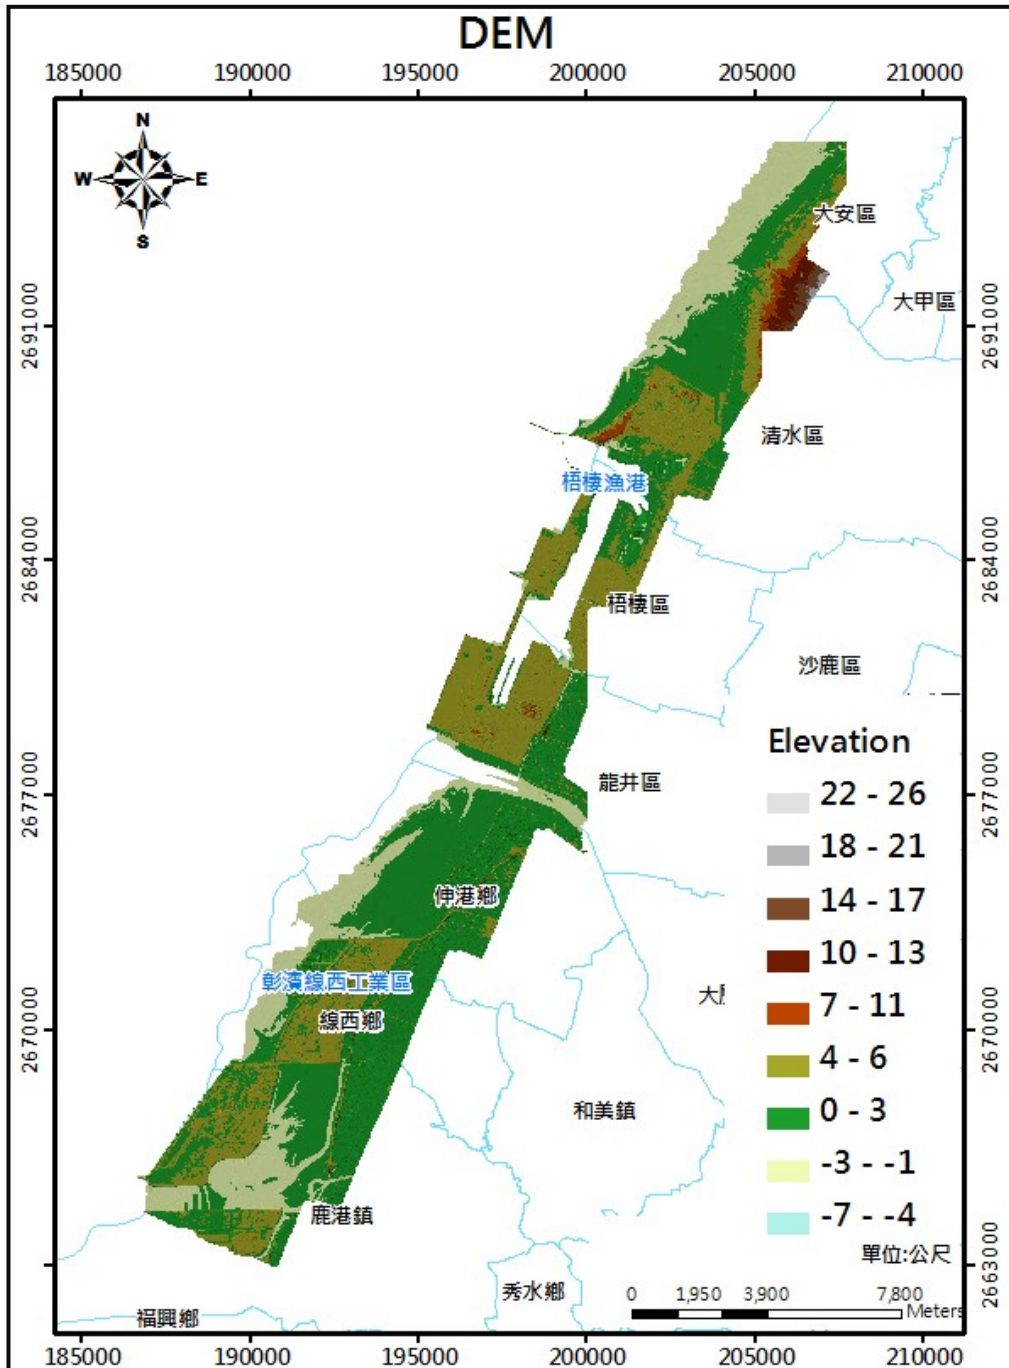 DEM
185000 190000 195000 200000 205000 210000
N
W E
S
大安區
大甲區
2691000 2691000
清水區
梧棲漁港
2684000 2684000
梧棲區
沙鹿區
Elevation
龍井區
2677000 2677000
22 - 26
18 - 21
14 - 17
伸港鄉
10 - 13
彰濱線西工業區
大
7 - 11
線西鄉
2670000 2670000
4 - 6
和美鎮
0 - 3
-3 - -1
鹿港鎮
-7 - -4
單位:公尺
2663000
秀水鄉
0 1,950 3,900 7,800
Meters
福興鄉
185000 190000 195000 200000 205000 210000